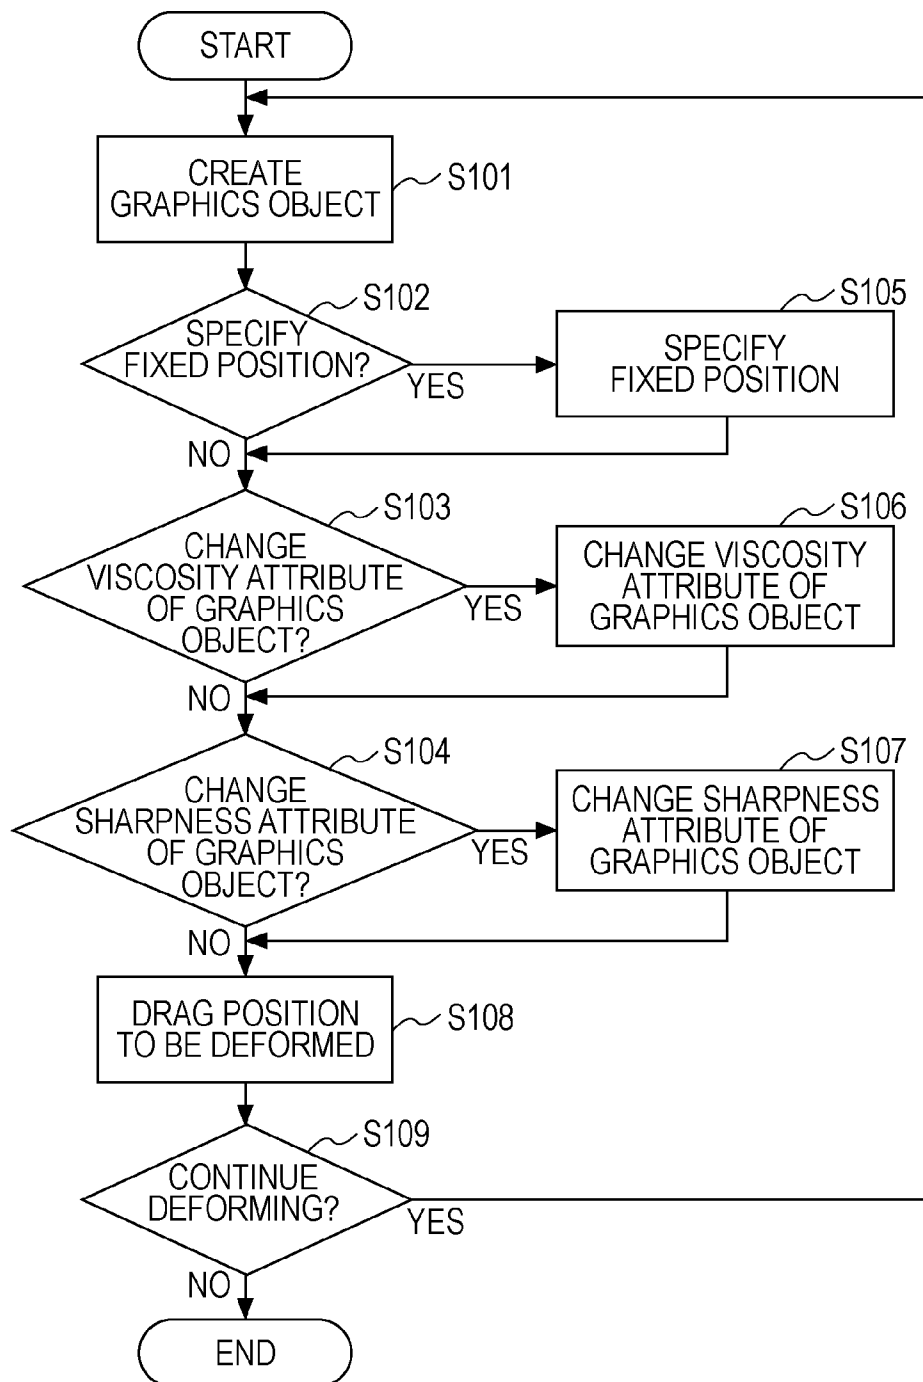 START
CREATE
GRAPHICS OBJECT
S101
S102
SPECIFY
FIXED POSITION?
YES
NO
S105
SPECIFY
FIXED POSITION
S103
CHANGE
VISCOSITY ATTRIBUTE
OF GRAPHICS
OBJECT?
YES
NO
S106
CHANGE VISCOSITY
ATTRIBUTE OF
GRAPHICS OBJECT
S104
CHANGE
SHARPNESS ATTRIBUTE
OF GRAPHICS
OBJECT?
YES
NO
S107
CHANGE SHARPNESS
ATTRIBUTE OF
GRAPHICS OBJECT
DRAG POSITION
TO BE DEFORMED
S108
S109
CONTINUE
DEFORMING?
YES
NO
END